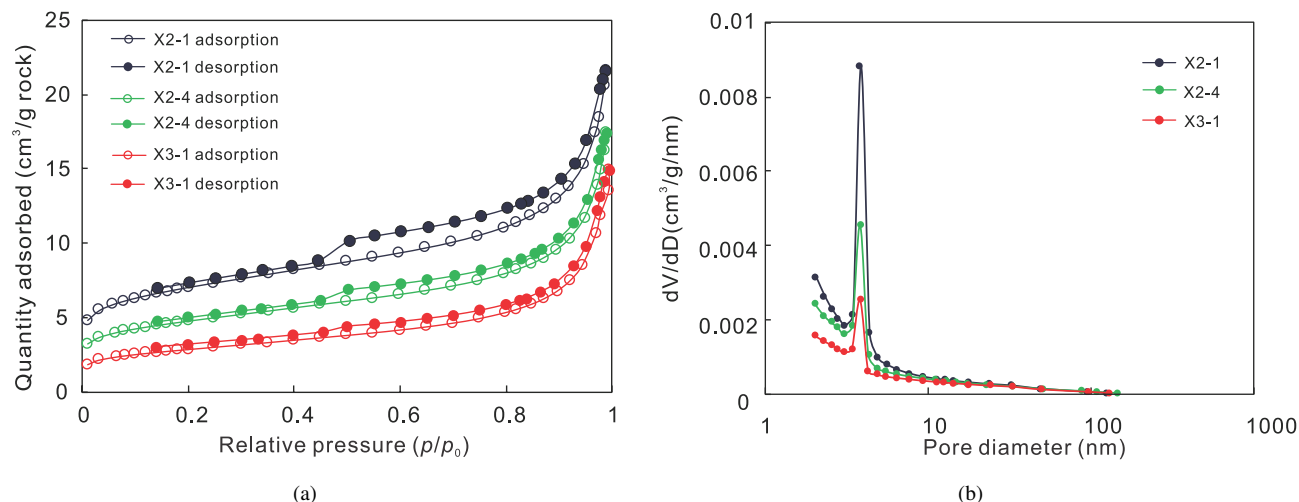 25
20
15
10
5
0
Quantity adsorbed (cm³/g rock)
X2-1 adsorption
X2-1 desorption
X2-4 adsorption
X2-4 desorption
X3-1 adsorption
X3-1 desorption
0 0.2 0.4 0.6 0.8 1
Relative pressure (p/p₀)
(a)
0.01
0.008
0.006
0.004
0.002
0
dV/dD(cm³/g/nm)
X2-1
X2-4
X3-1
1 10 100 1000
Pore diameter (nm)
(b)